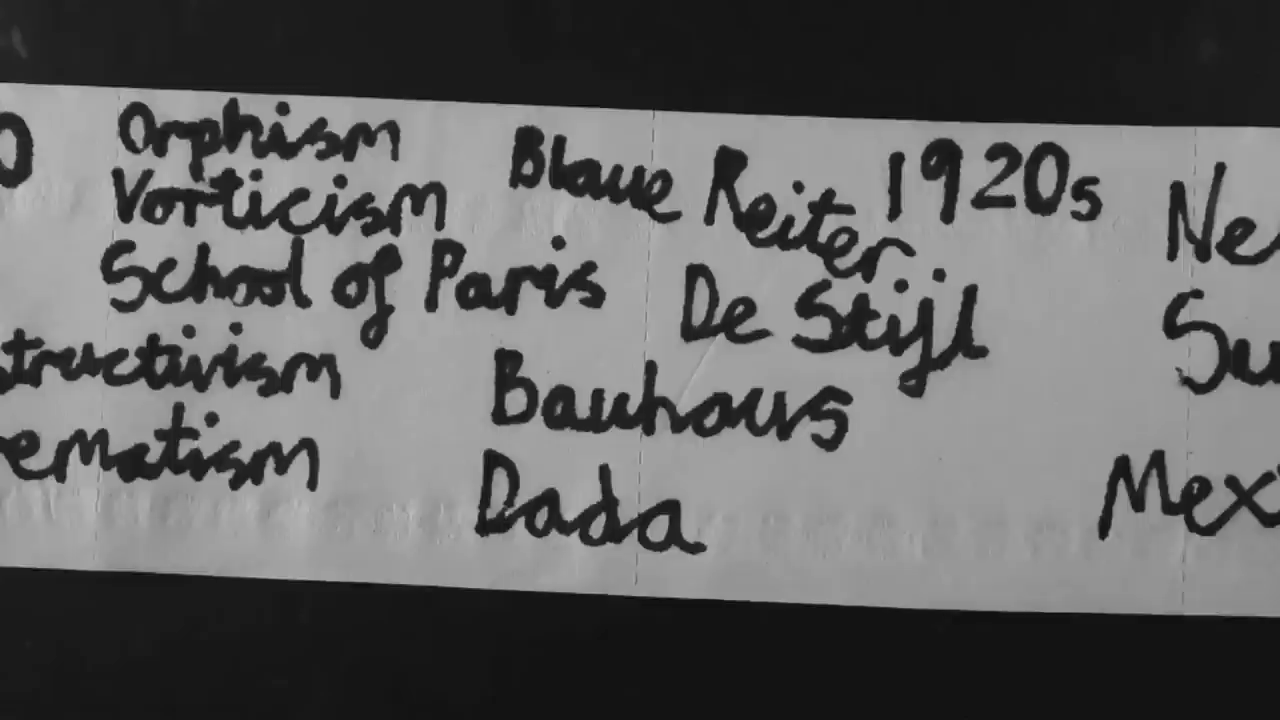 Orphism
Vorticism
School of Paris
Blaue Reiter
1920s
De Stijl
Bauhaus
Dada